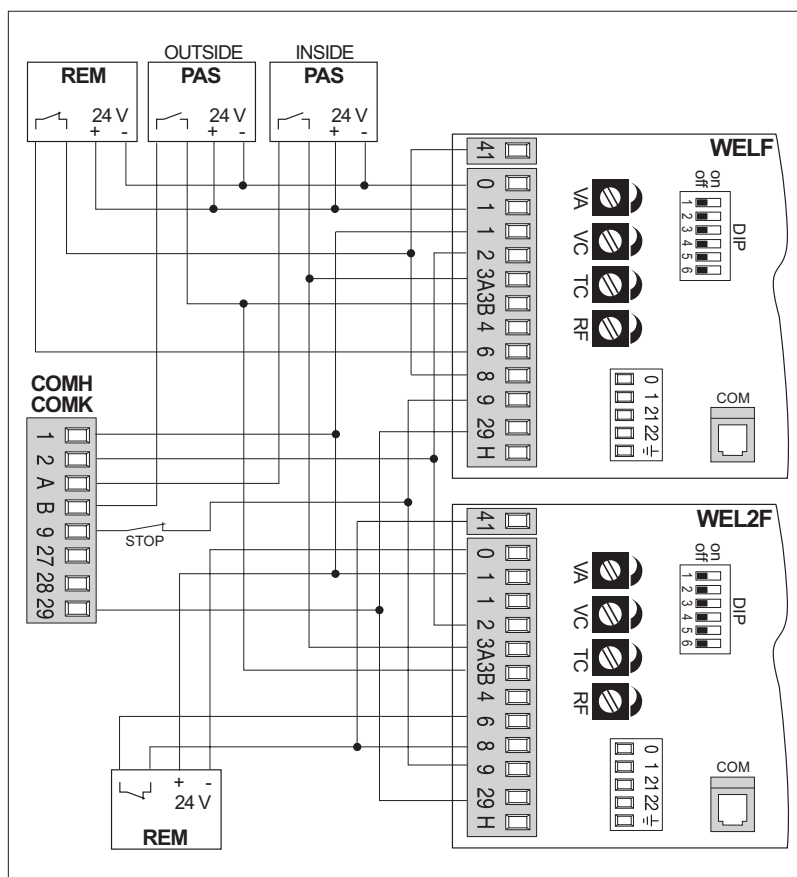 OUTSIDE
INSIDE
REM
PAS
PAS
24 V
+ -
24 V
+ -
24 V
+ -
WELF
41
0
1
1
2
3A
3B
4
6
8
9
29
H
VA
VC
TC
RF
off
on
1
2
3
4
5
6
DIP
0
1
21
22
COM
COMH
COMK
1
2
A
B
9
27
28
29
STOP
WEL2F
41
0
1
1
2
3A
3B
4
6
8
9
29
H
VA
VC
TC
RF
off
on
1
2
3
4
5
6
DIP
0
1
21
22
COM
+ -
24 V
REM